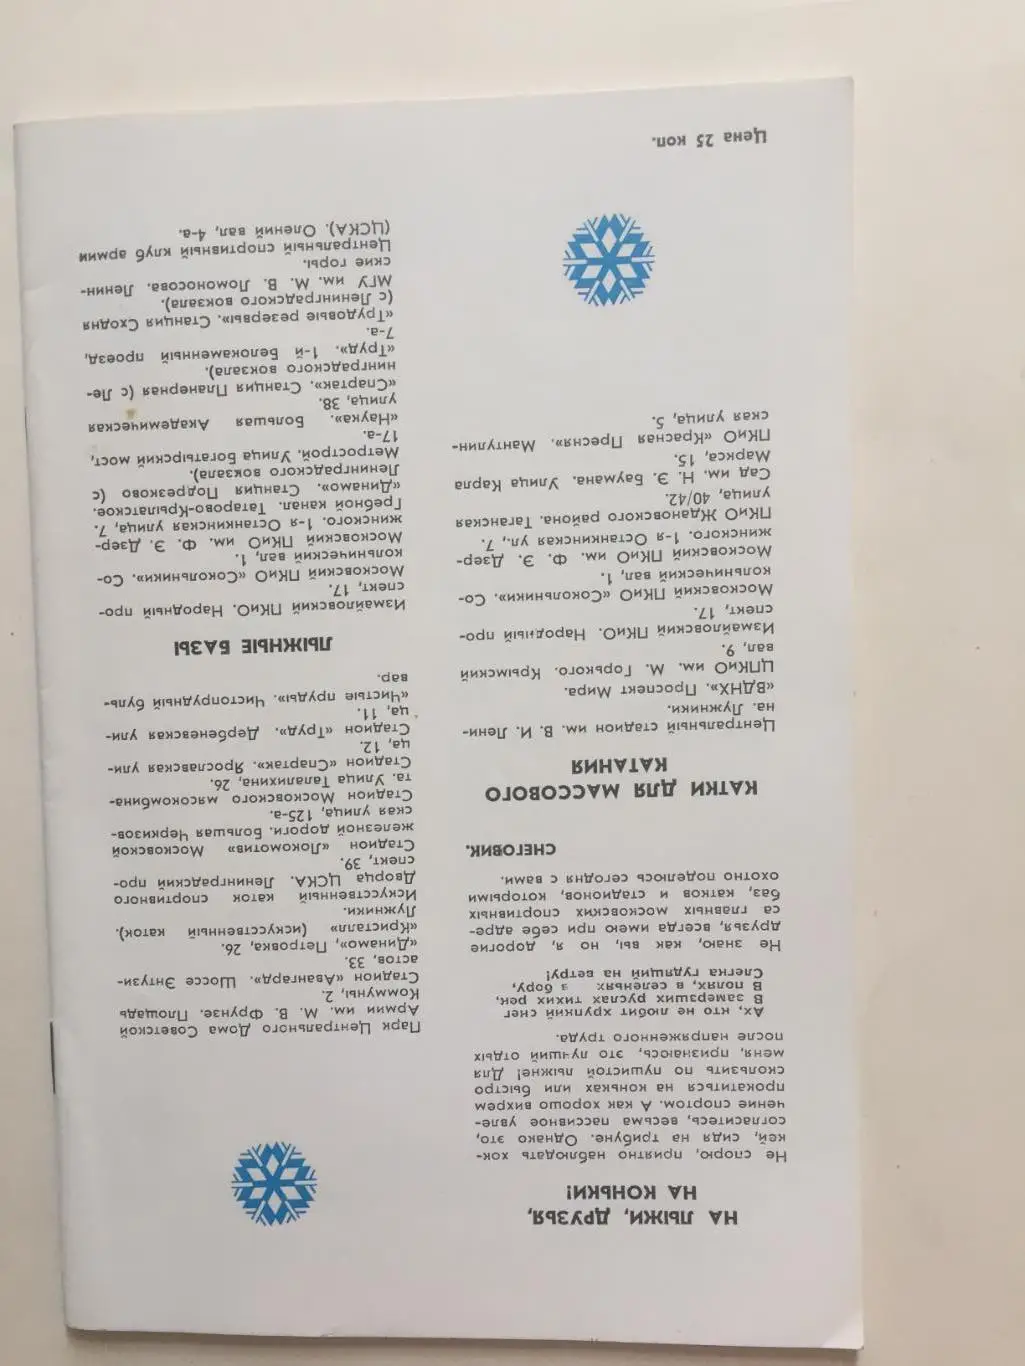 НА ЛЫЖИ, ДРУЗЬЯ,
НА КОНЬКИ!
Не спорю, приятно наблюдать хок-
кей, сидя на трибуне. Однако это,
согласитесь, весьма пассивное увле-
чение спортом. А как хорошо вихрем
прокатиться на коньках или быстро
скользить по пушистой лыжне! Для
меня, признаюсь, это лучший отдых
после напряженного труда.
Ах, кто не любит хрупкий снег
В замерзших руслах тихих рек,
В полях, в селеньях, в бору,
Слегка гудящий на ветру!
Не знаю, как вы, но я, дорогие
друзья, всегда имею при себе адре-
са главных московских спортивных
баз, катков и стадионов, которыми
охотно поделюсь сегодня с вами.
СНЕГОВИК.
КАТКИ ДЛЯ МАССОВОГО
КАТАНИЯ
Центральный стадион им. В. И. Лени-
на. Лужники.
«ВДНХ». Проспект Мира.
ЦПКиО им. М. Горького. Крымский
вал, 9.
Измайловский ПКиО. Народный про-
спект, 17.
Московский ПКиО «Сокольники». Со-
кольнический вал, 1.
Московский ПКиО им. Ф. Э. Дзер-
жинского. 1-я Останкинская ул., 7.
ПКиО Ждановского района. Таганская
улица, 40/42.
Сад им. Н. Э. Баумана. Улица Карла
Маркса, 15.
ПКиО «Красная Пресня». Мантулин-
ская улица, 5.
Цена 25 коп.
Парк Центрального Дома Советской
Армии им. М. В. Фрунзе. Площадь
Коммуны, 2.
Стадион «Авангард». Шоссе Энтузи-
астов, 33.
«Динамо», Петровка, 26.
«Кристалл» (искусственный каток).
Лужники.
Искусственный каток спортивного
Дворца ЦСКА. Ленинградский про-
спект, 39.
Стадион «Локомотив» Московской
железной дороги. Большая Черкизов-
ская улица, 125-а.
Стадион Московского мясокомбина-
та. Улица Талалихина, 26.
Стадион «Спартак». Ярославская ули-
ца, 12.
Стадион «Труд». Дербеневская ули-
ца, 11.
«Чистые пруды». Чистопрудный буль-
вар.
ЛЫЖНЫЕ БАЗЫ
Измайловский ПКиО. Народный про-
спект, 17.
Московский ПКиО «Сокольники». Со-
кольнический вал, 1.
Московский ПКиО им. Ф. Э. Дзер-
жинского. 1-я Останкинская улица, 7.
Гребной канал. Татарово-Крылатское.
«Динамо». Станция Подрезково (с
Ленинградского вокзала).
Метрострой. Улица Богатырский мост,
17-а.
«Наука». Большая Академическая
улица, 38.
«Спартак». Станция Планерная (с Ле-
нинградского вокзала).
«Труд». 1-й Белокаменный проезд,
7-а.
«Трудовые резервы». Станция Сходня
(с Ленинградского вокзала).
МГУ им. М. В. Ломоносова. Ленин-
ские горы.
Центральный спортивный клуб армии
(ЦСКА). Олений вал, 4-а.